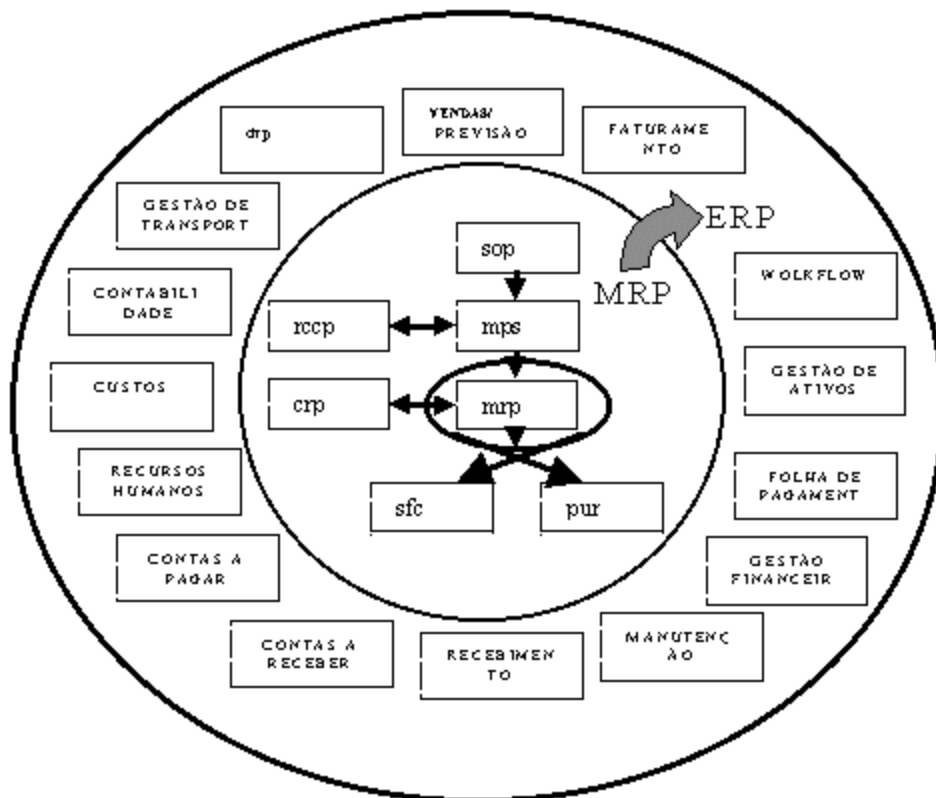 drp
VENDAS/
PREVISÃO
FATURAME
NTO
GESTÃO DE
TRANSPORT
ERP
sop
MRP
WOLKFLOW
CONTABILI
DADE
rccp
mps
CUSTOS
crp
mrp
GESTÃO DE
ATIVOS
RECURSOS
HUMANOS
FOLHA DE
PAGAMENT
sfc
pur
CONTAS A
PAGAR
GESTÃO
FINANCEIR
CONTAS A
RECEBER
RECEBIMEN
TO
MANUTENÇ
ÃO